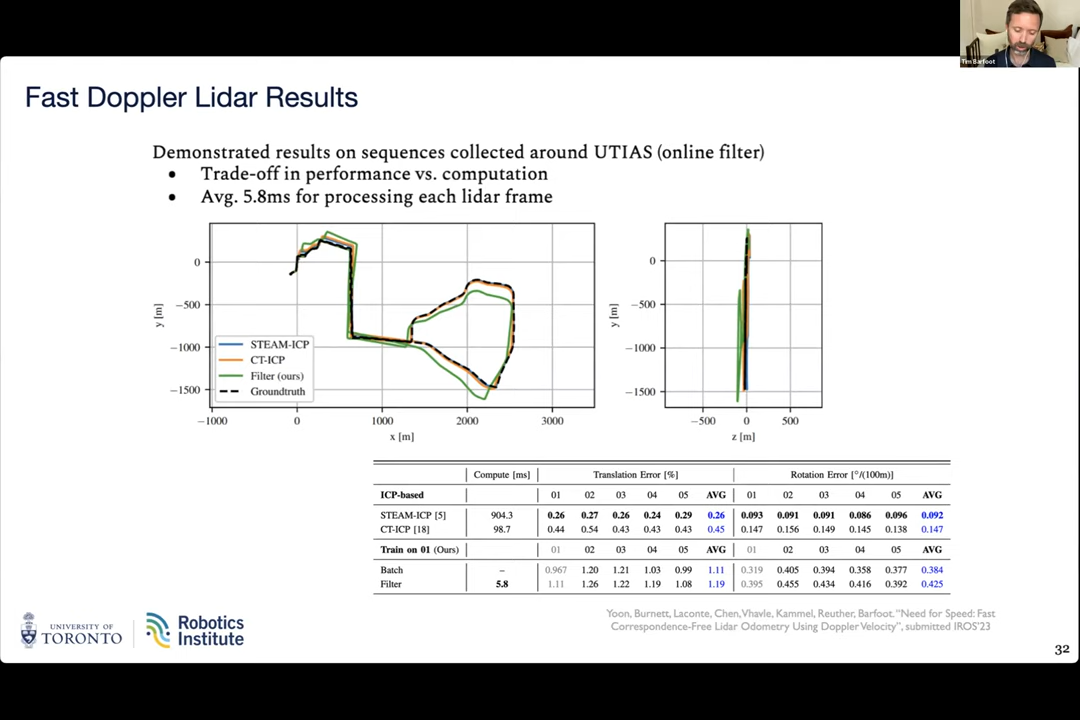 Tim Barfoot
Fast Doppler Lidar Results
Demonstrated results on sequences collected around UTIAS (online filter)
• Trade-off in performance vs. computation
• Avg. 5.8ms for processing each lidar frame
y [m]
0
−500
−1000
−1500
STEAM-ICP
CT-ICP
Filter (ours)
Groundtruth
−1000 0 1000 2000 3000
x [m]
y [m]
0
−500
−1000
−1500
−500 0 500
z [m]
Compute [ms] Translation Error [%] Rotation Error [°/(100m)]
ICP-based 01 02 03 04 05 AVG 01 02 03 04 05 AVG
STEAM-ICP [5] 904.3 0.26 0.27 0.26 0.24 0.29 0.26 0.093 0.091 0.091 0.086 0.096 0.092
CT-ICP [18] 98.7 0.44 0.54 0.43 0.43 0.43 0.45 0.147 0.156 0.149 0.145 0.138 0.147
Train on 01 (Ours) 01 02 03 04 05 AVG 01 02 03 04 05 AVG
Batch – 0.967 1.20 1.21 1.03 0.99 1.11 0.319 0.405 0.394 0.358 0.377 0.384
Filter 5.8 1.11 1.26 1.22 1.19 1.08 1.19 0.395 0.455 0.434 0.416 0.392 0.425
Yoon, Burnett, Laconte, Chen, Vhavle, Kammel, Reuther, Barfoot, "Need for Speed: Fast
Correspondence-Free Lidar Odometry Using Doppler Velocity", submitted IROS'23
UNIVERSITY OF
TORONTO
Robotics
Institute
32